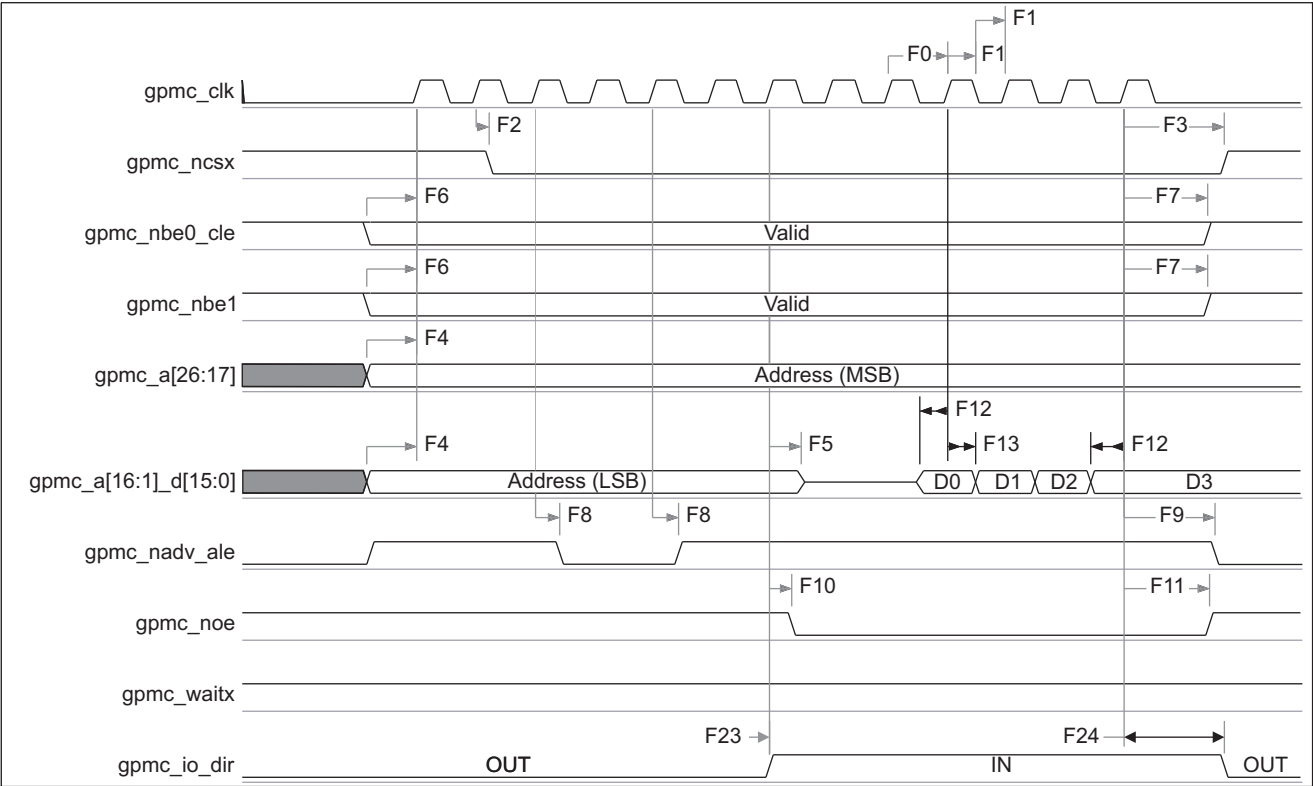 F1
F0 F1
gpmc_clk
F2 F3
gpmc_ncsx
F6 F7
gpmc_nbe0_cle Valid
F6 F7
gpmc_nbe1 Valid
F4
gpmc_a[26:17] Address (MSB)
F12
F4 F5 F13 F12
gpmc_a[16:1]_d[15:0] Address (LSB) D0 D1 D2 D3
F8 F8 F9
gpmc_nadv_ale
F10 F11
gpmc_noe
gpmc_waitx
F23 F24
gpmc_io_dir OUT IN OUT